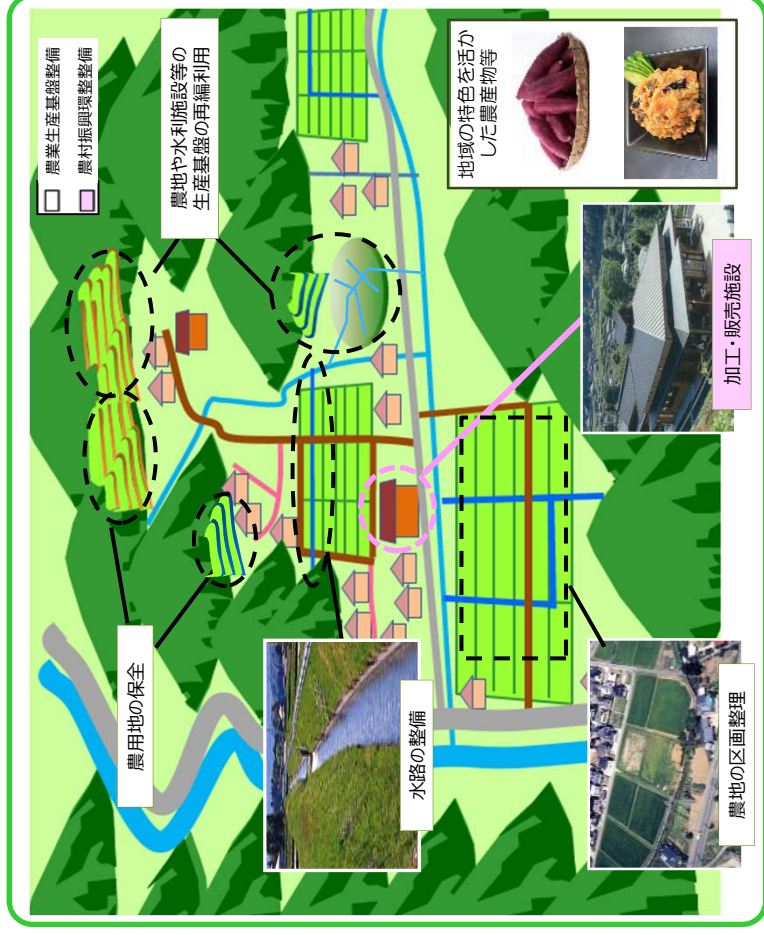 農業生産基盤整備
農村振興環境整備
農地や水利施設等の
生産基盤の再編利用
地域の特色を活か
した農産物等
農用地の保全
水路の整備
加工・販売施設
農地の区画整理